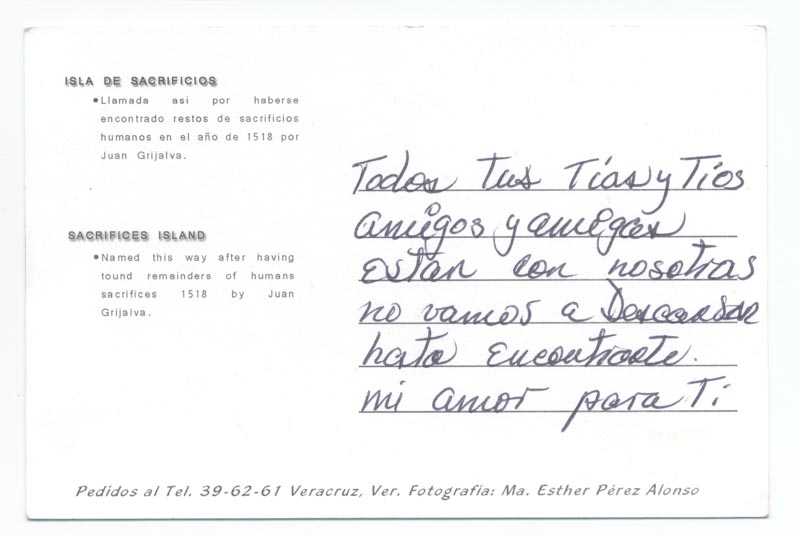 ISLA DE SACRIFICIOS
•Llamada asi por haberse
encontrado restos de sacrificios
humanos en el año de 1518 por
Juan Grijalva.
SACRIFICES ISLAND
•Named this way after having
tound remainders of humans
sacrifices 1518 by Juan
Grijalva.
Todos tus Tías y Tíos
amigos y amigas
están con nosotras
no vamos a Descansar
hata encontrarte.
mi amor para Ti
Pedidos al Tel. 39-62-61 Veracruz, Ver. Fotografia: Ma. Esther Pérez Alonso